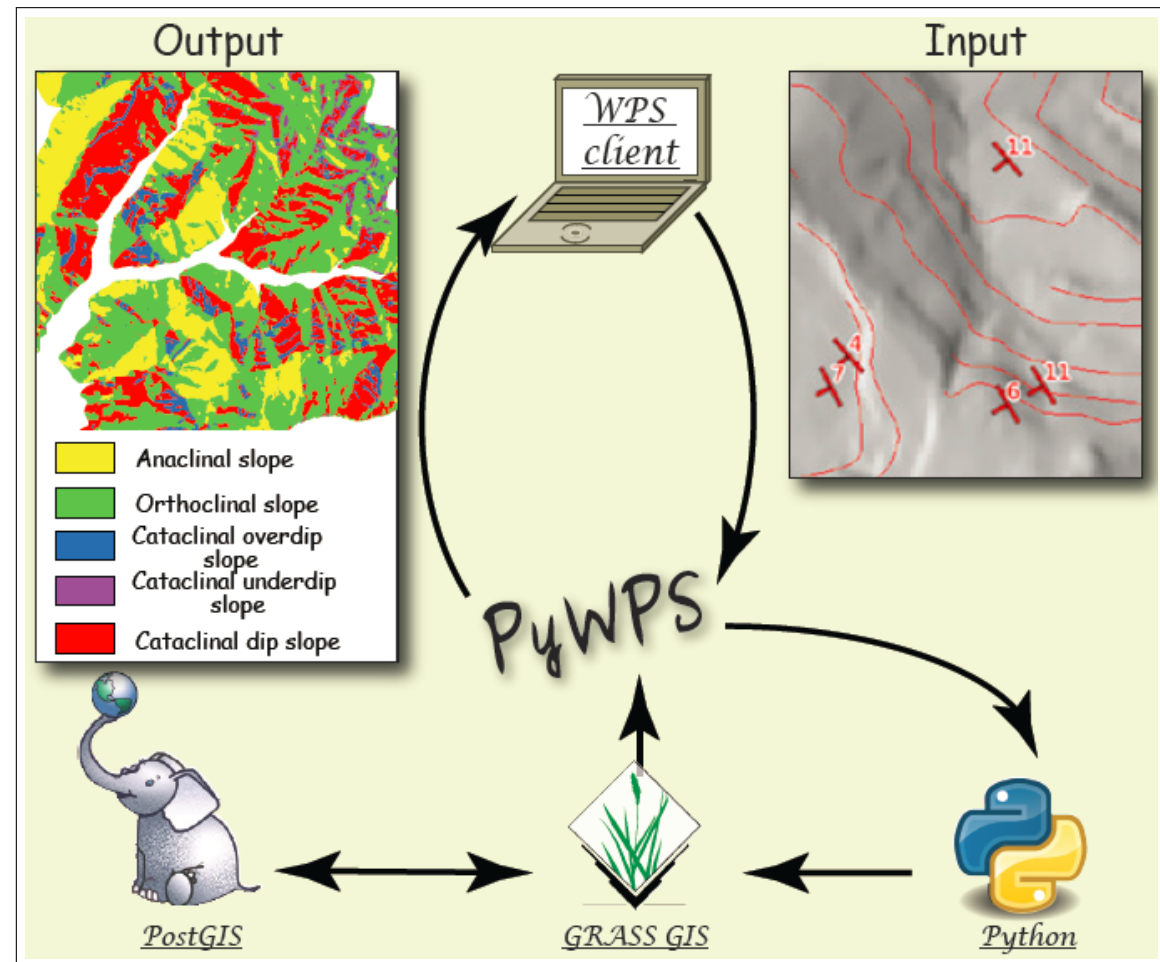 Output
Input
WPS
client
11
4
7
6
11
Anaclinal slope
Orthoclinal slope
Cataclinal overdip
slope
Cataclinal underdip
slope
Cataclinal dip slope
PyWPS
PostGIS
GRASS GIS
Python